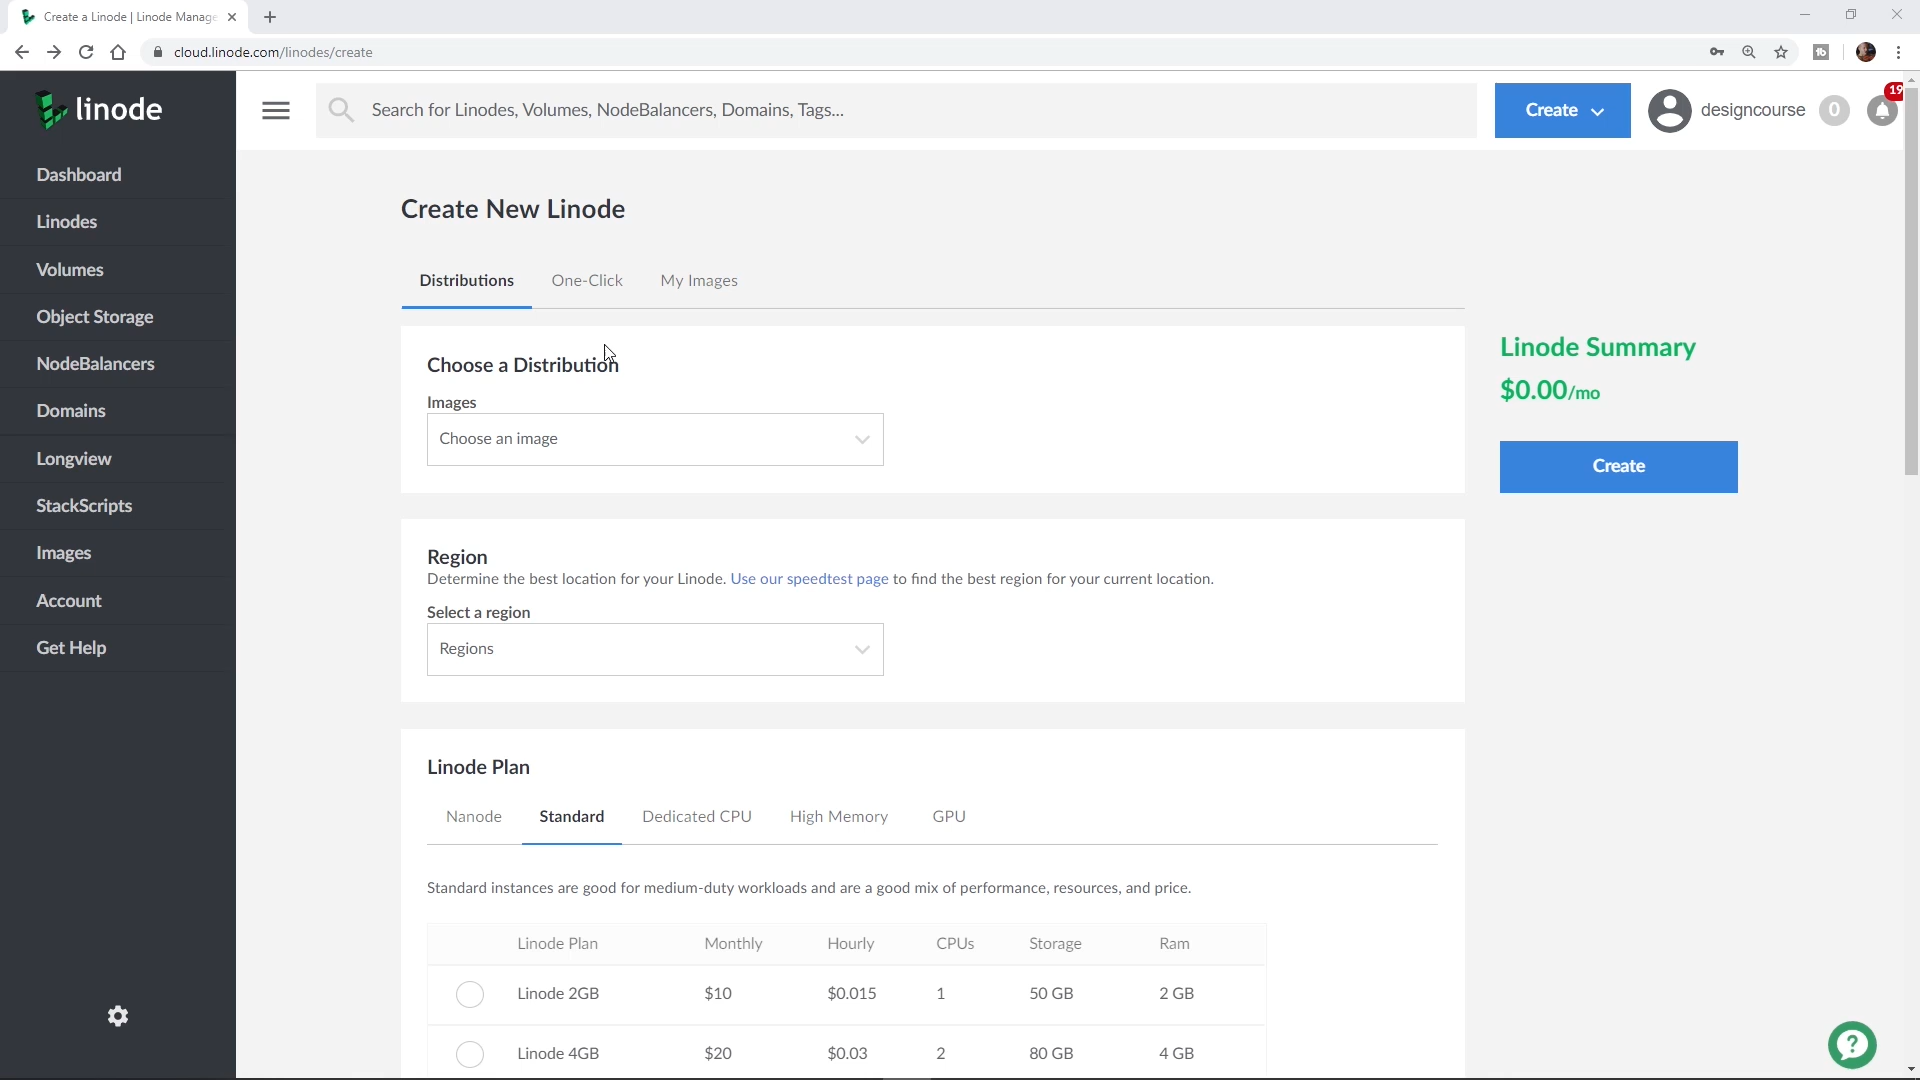 Create a Linode | Linode Manage
cloud.linode.com/linodes/create
linode
Search for Linodes, Volumes, NodeBalancers, Domains, Tags...
Create
designcourse
0
19
Dashboard
Linodes
Volumes
Object Storage
NodeBalancers
Domains
Longview
StackScripts
Images
Account
Get Help
Create New Linode
Distributions One-Click My Images
Choose a Distribution
Images
Choose an image
Linode Summary
$0.00/mo
Create
Region
Determine the best location for your Linode. Use our speedtest page to find the best region for your current location.
Select a region
Regions
Linode Plan
Nanode Standard Dedicated CPU High Memory GPU
Standard instances are good for medium-duty workloads and are a good mix of performance, resources, and price.
Linode Plan Monthly Hourly CPUs Storage Ram
Linode 2GB $10 $0.015 1 50 GB 2 GB
Linode 4GB $20 $0.03 2 80 GB 4 GB
?